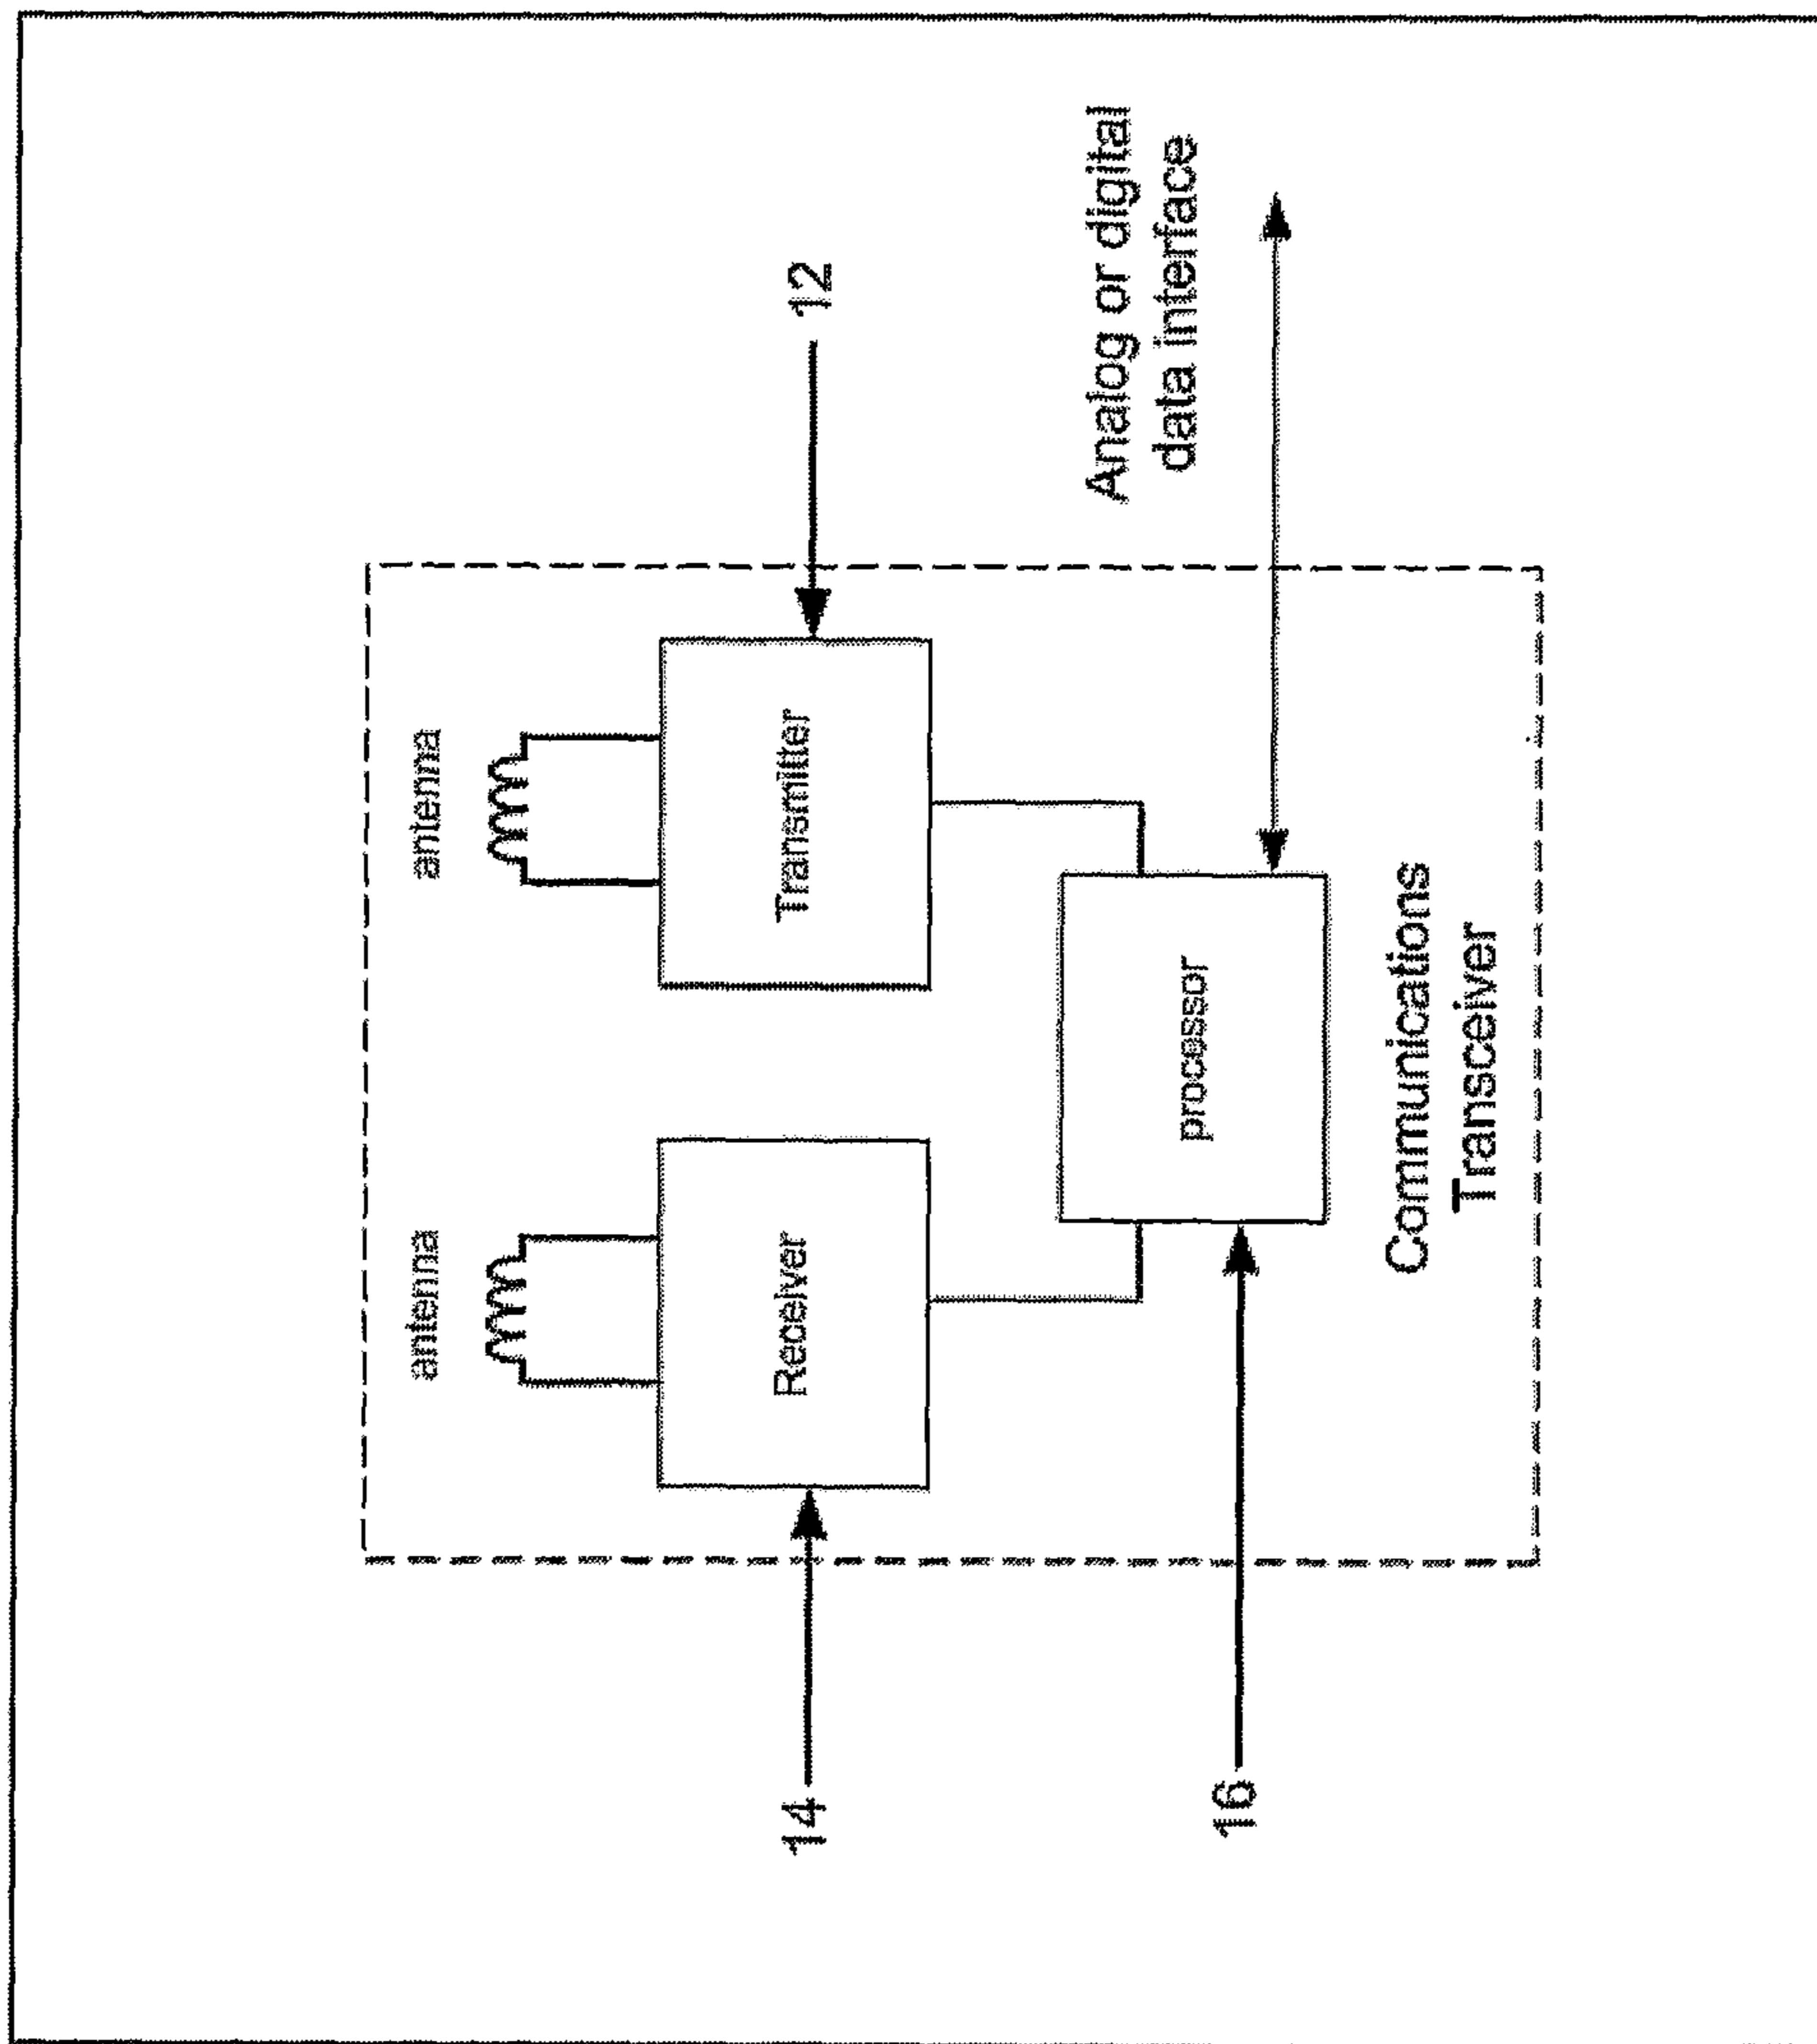 antenna
antenna
14
Receiver
Transmitter
12
processor
16
Analog or digital
data interface
Communications
Transceiver